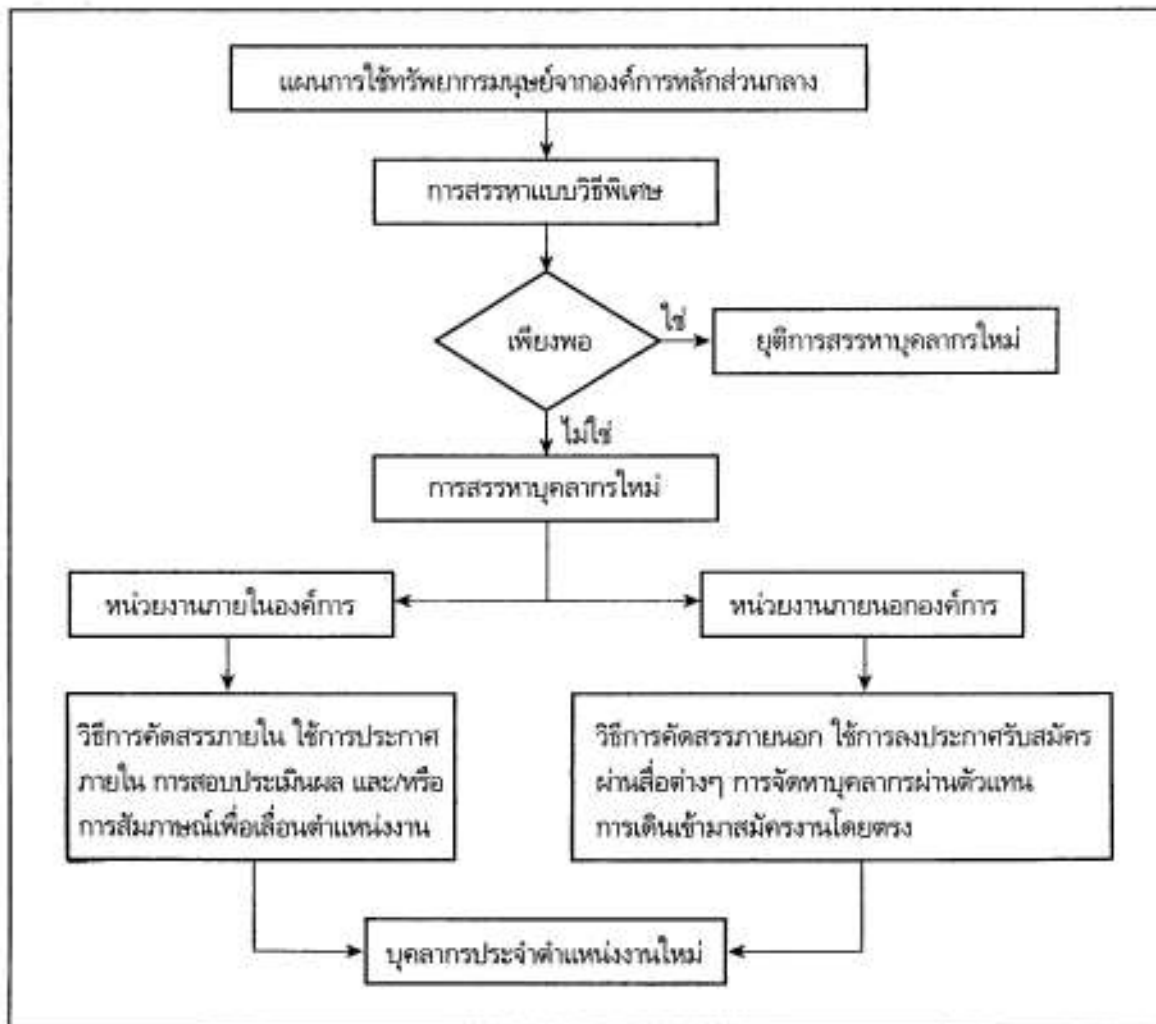 แผนการใช้ทรัพยากรมนุษย์จากองค์การหลักส่วนกลาง
การสรรหาแบบวิธีพิเศษ
เพียงพอ
ใช่
ยุติการสรรหาบุคลากรใหม่
ไม่ใช่
การสรรหาบุคลากรใหม่
หน่วยงานภายในองค์การ
หน่วยงานภายนอกองค์การ
วิธีการคัดสรรภายใน ใช้การประกาศ
ภายใน การสอบประเมินผล และ/หรือ
การสัมภาษณ์เพื่อเลื่อนตำแหน่งงาน
วิธีการคัดสรรภายนอก ใช้การลงประกาศรับสมัคร
ผ่านสื่อต่างๆ การจัดหาบุคลากรผ่านตัวแทน
การเดินเข้ามาสมัครงานโดยตรง
บุคลากรประจำตำแหน่งงานใหม่